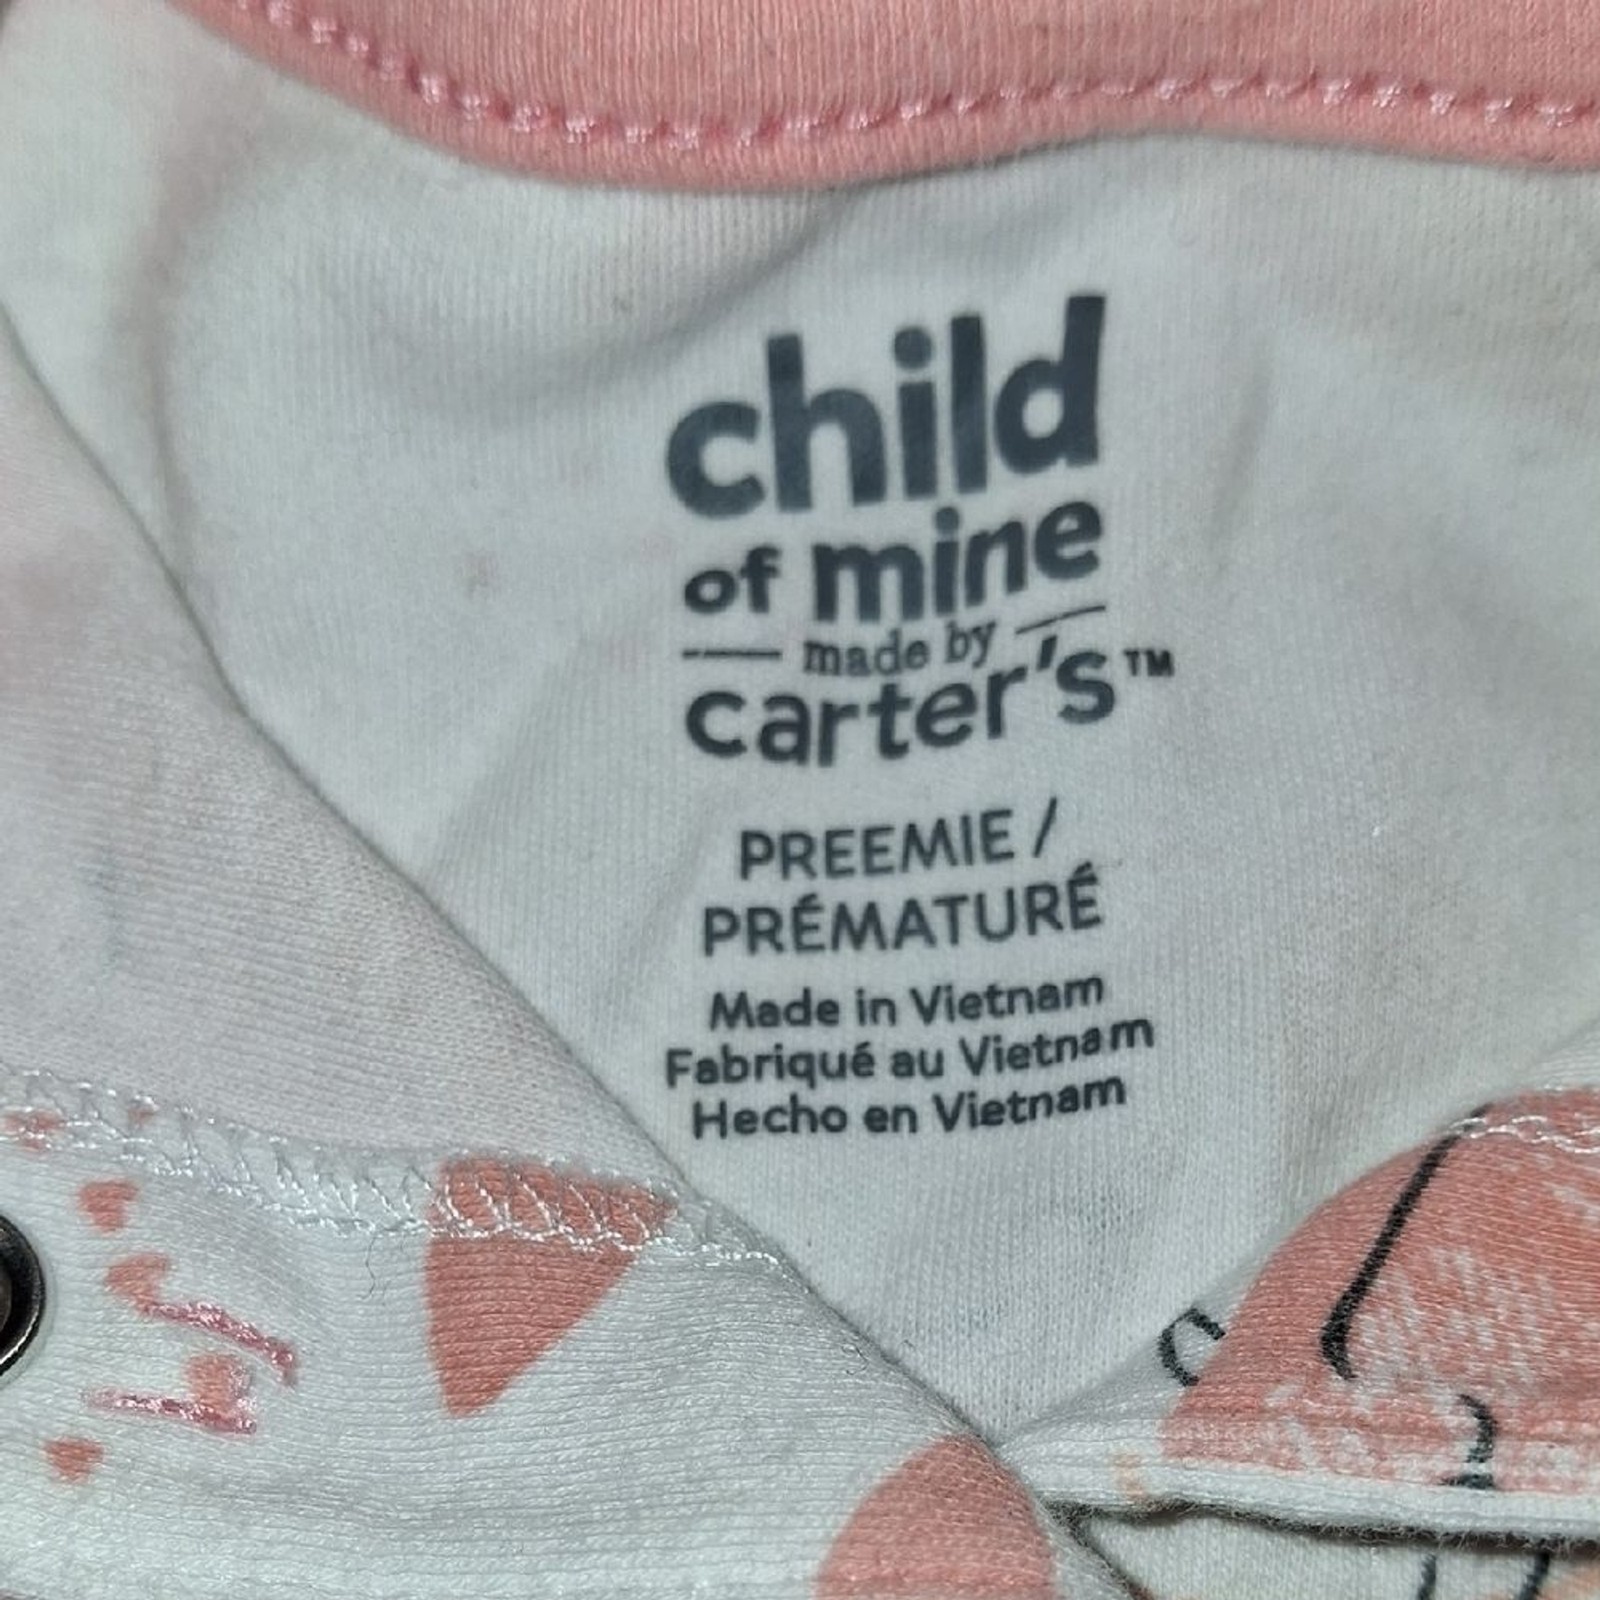 child
of mine
made by
carter's™
PREEMIE /
PRÉMATURÉ
Made in Vietnam
Fabriqué au Vietnam
Hecho en Vietnam